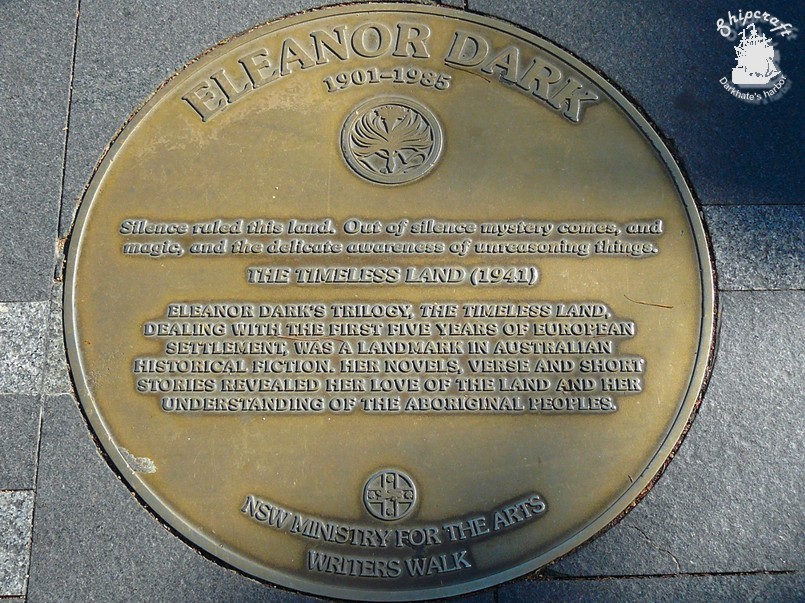 ELEANOR DARK
1901–1985
Silence ruled this land. Out of silence mystery comes, and
magic, and the delicate awareness of unreasoning things.
THE TIMELESS LAND (1941)
ELEANOR DARK'S TRILOGY, THE TIMELESS LAND,
DEALING WITH THE FIRST FIVE YEARS OF EUROPEAN
SETTLEMENT, WAS A LANDMARK IN AUSTRALIAN
HISTORICAL FICTION. HER NOVELS, VERSE AND SHORT
STORIES REVEALED HER LOVE OF THE LAND AND HER
UNDERSTANDING OF THE ABORIGINAL PEOPLES.
NSW MINISTRY FOR THE ARTS
WRITERS WALK
Shipcraft
Darkhate's harbor